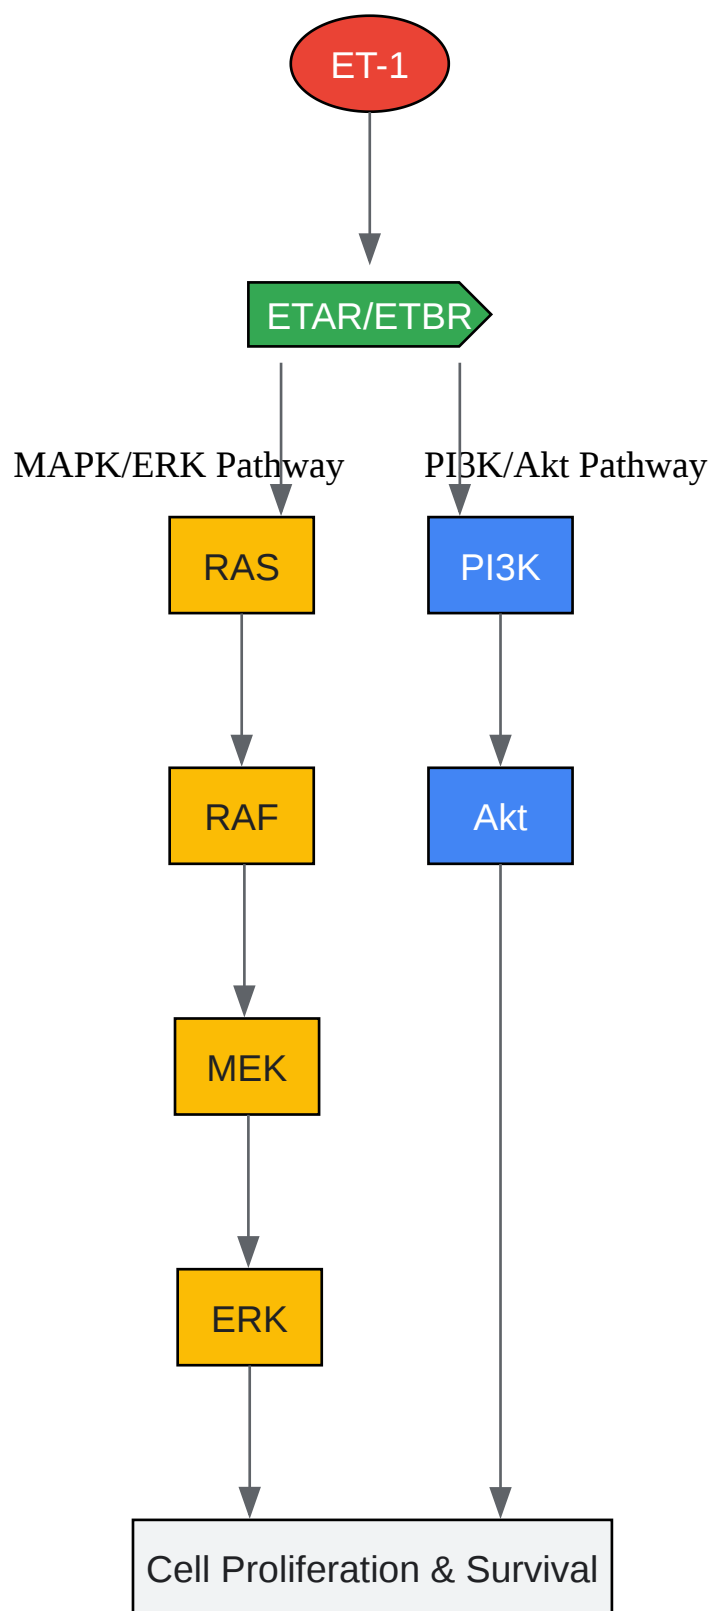 ET-1
ETAR/ETBR
MAPK/ERK Pathway
PI3K/Akt Pathway
RAS
PI3K
RAF
Akt
MEK
ERK
Cell Proliferation & Survival